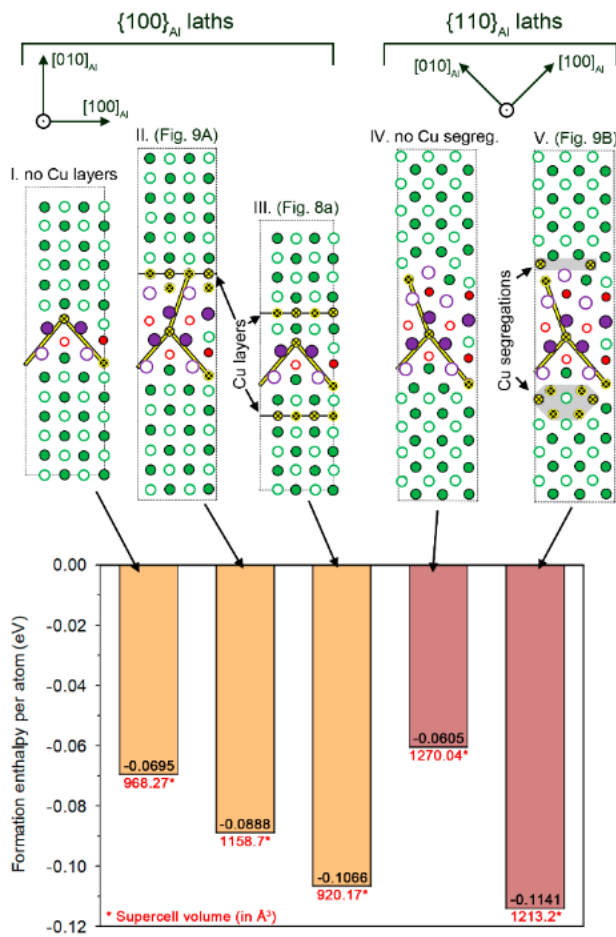 {100}Al laths
{110}Al laths
[010]Al
[100]Al
[010]Al
[100]Al
I. no Cu layers
II. (Fig. 9A)
III. (Fig. 8a)
IV. no Cu segreg.
V. (Fig. 9B)
Cu layers
Cu segregations
Formation enthalpy per atom (eV)
0.00
-0.02
-0.04
-0.06
-0.08
-0.10
-0.12
-0.0695
968.27*
-0.0888
1158.7*
-0.1066
920.17*
-0.0605
1270.04*
-0.1141
1213.2*
* Supercell volume (in Å³)